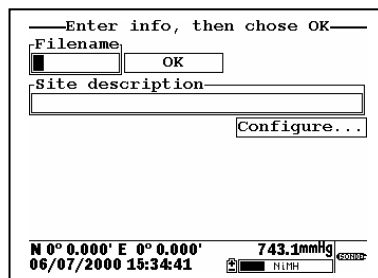 Enter info, then chose OK
Filename
OK
Site description
Configure...
N 0° 0.000' E 0° 0.000' 743.1mmHg
SONDE
06/07/2000 15:34:41 NiMH